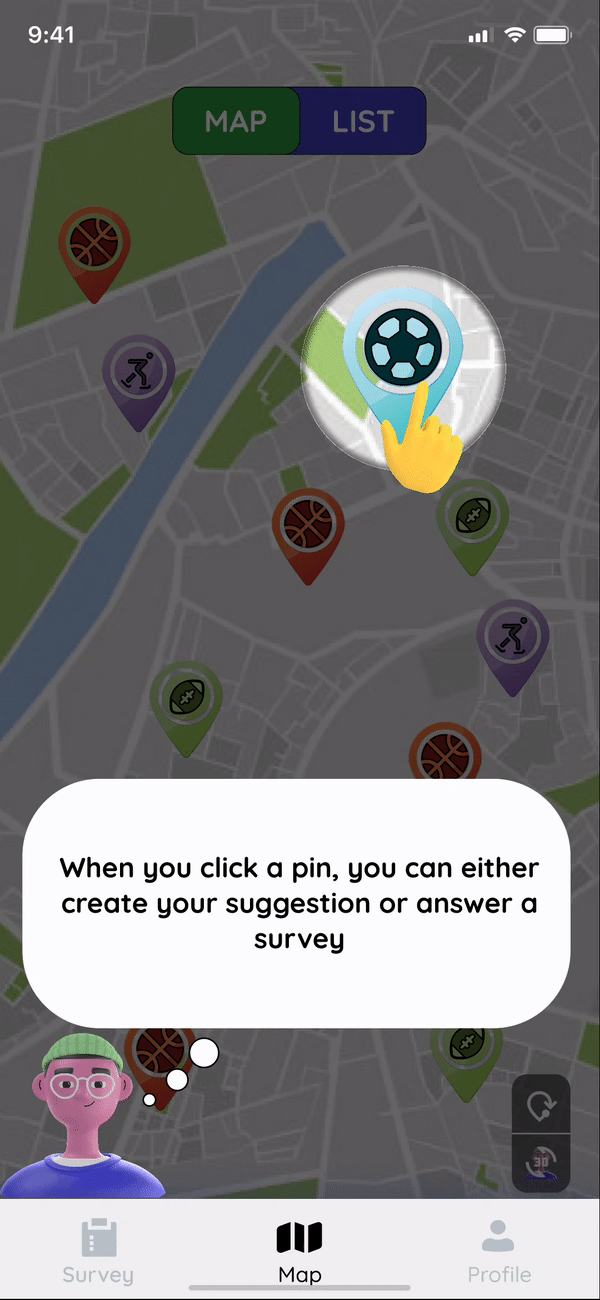 9:41
MAP LIST
When you click a pin, you can either
create your suggestion or answer a
survey
3D
Survey Map Profile